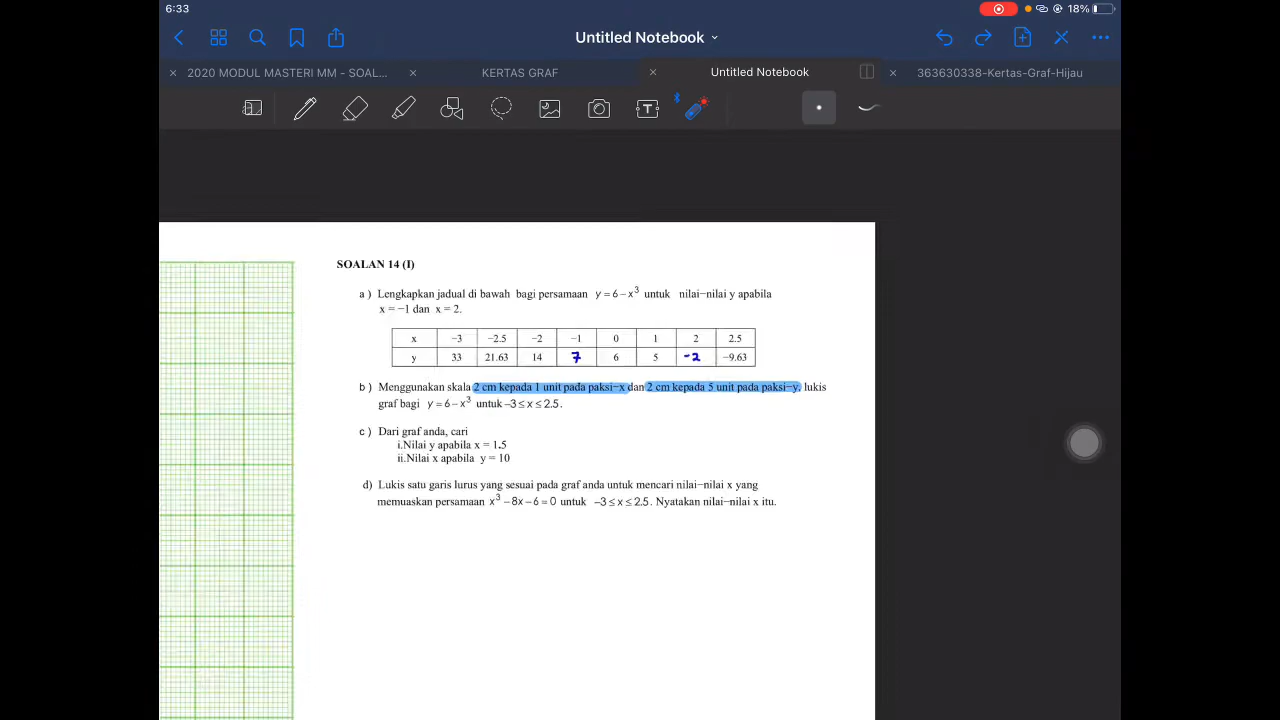 6:33
18%
Untitled Notebook
2020 MODUL MASTERI MM - SOAL...
KERTAS GRAF
Untitled Notebook
363630338-Kertas-Graf-Hijau
T
SOALAN 14 (I)
a ) Lengkapkan jadual di bawah bagi persamaan y = 6 – x³ untuk nilai–nilai y apabila
x = −1 dan x = 2.
x −3 −2.5 −2 −1 0 1 2 2.5
y 33 21.63 14 7 6 5 -2 −9.63
b ) Menggunakan skala 2 cm kepada 1 unit pada paksi−x dan 2 cm kepada 5 unit pada paksi−y, lukis
graf bagi y = 6 – x³ untuk –3 ≤ x ≤ 2.5.
c ) Dari graf anda, cari
i.Nilai y apabila x = 1.5
ii.Nilai x apabila y = 10
d) Lukis satu garis lurus yang sesuai pada graf anda untuk mencari nilai−nilai x yang
memuaskan persamaan x³ – 8x – 6 = 0 untuk –3 ≤ x ≤ 2.5. Nyatakan nilai−nilai x itu.